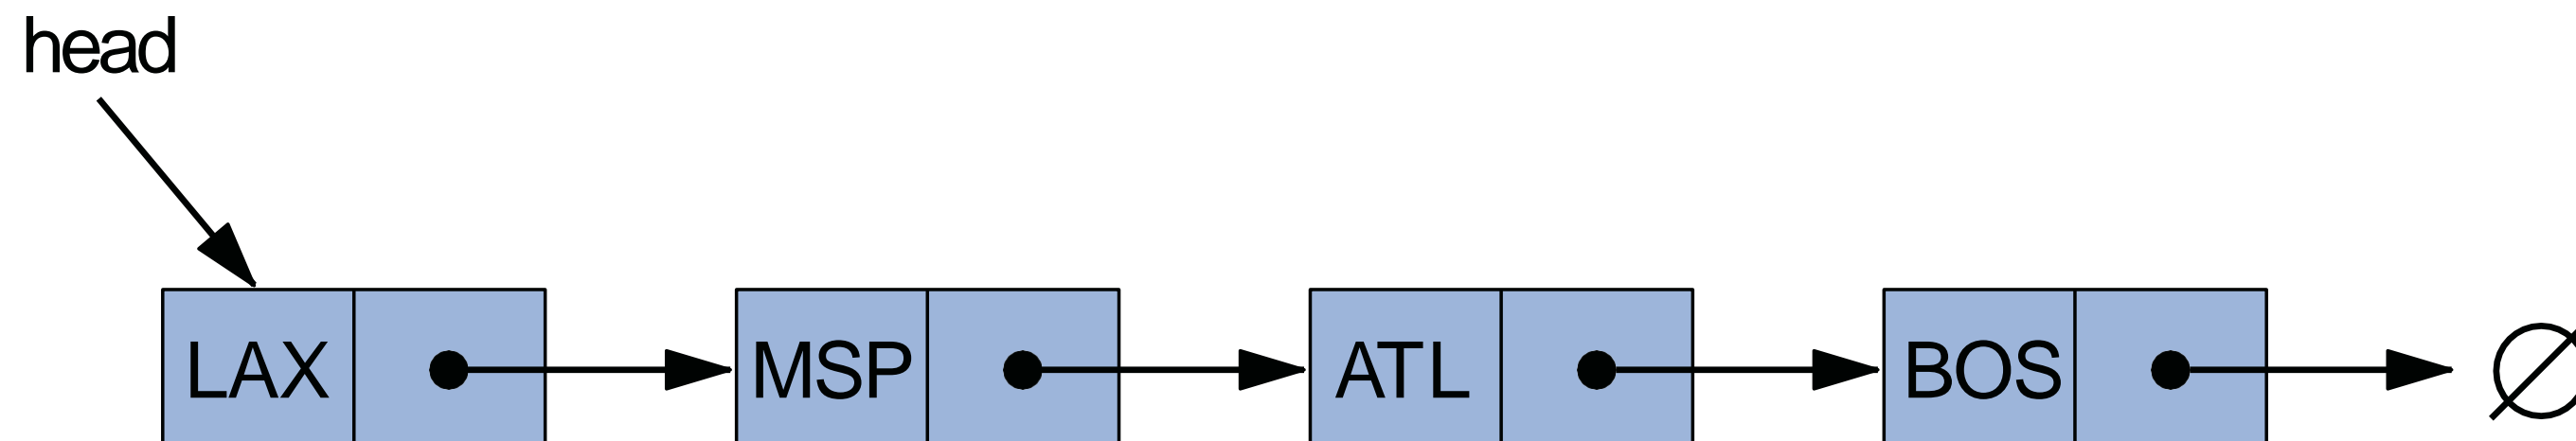 head
LAX MSP ATL BOS ∅